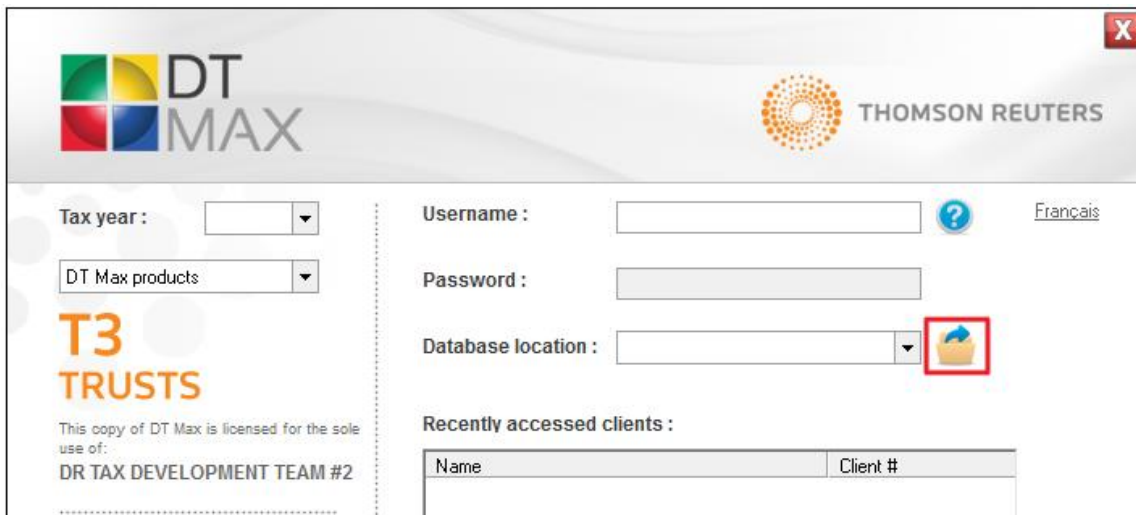 X
DT
MAX
THOMSON REUTERS
Tax year :
DT Max products
T3
TRUSTS
This copy of DT Max is licensed for the sole
use of:
DR TAX DEVELOPMENT TEAM #2
Username :
?
Français
Password :
Database location :
Recently accessed clients :
Name Client #